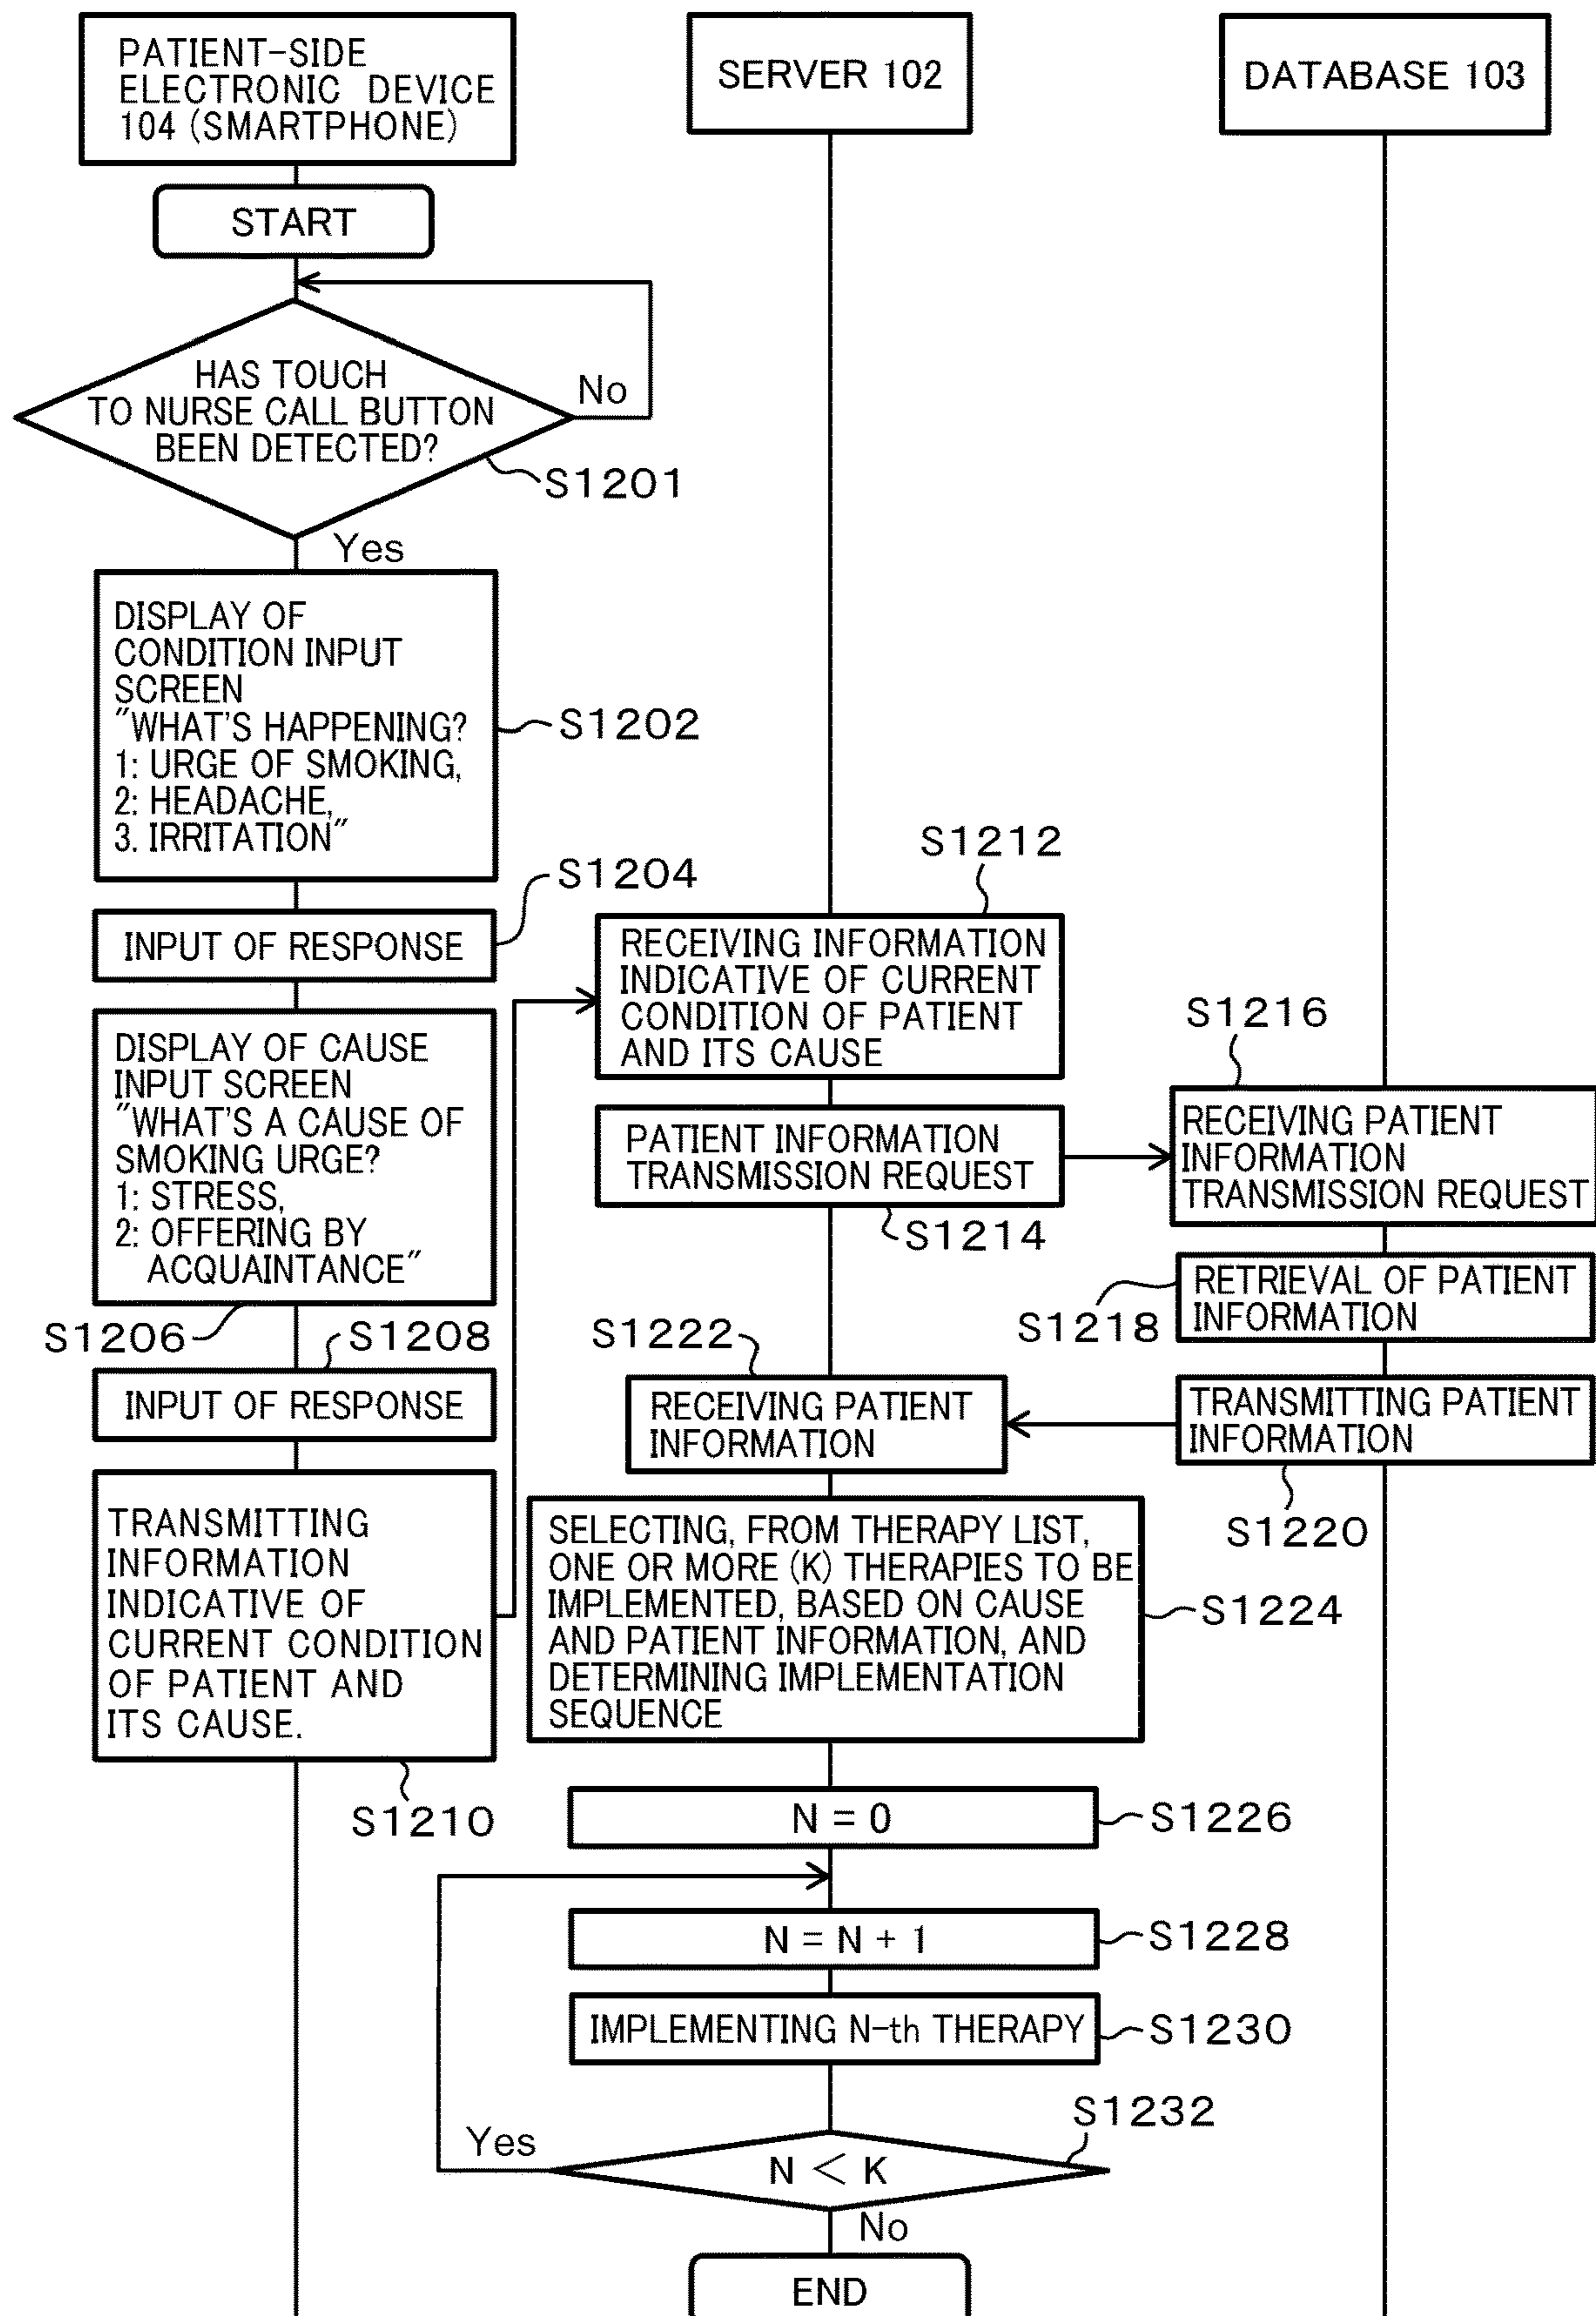 PATIENT-SIDE
ELECTRONIC DEVICE
104 (SMARTPHONE)
SERVER 102
DATABASE 103
START
HAS TOUCH
TO NURSE CALL BUTTON
BEEN DETECTED?
No
S1201
Yes
DISPLAY OF
CONDITION INPUT
SCREEN
"WHAT'S HAPPENING?
1: URGE OF SMOKING,
2: HEADACHE,
3. IRRITATION"
S1202
S1204
INPUT OF RESPONSE
DISPLAY OF CAUSE
INPUT SCREEN
"WHAT'S A CAUSE OF
SMOKING URGE?
1: STRESS,
2: OFFERING BY
ACQUAINTANCE"
S1206
S1208
INPUT OF RESPONSE
TRANSMITTING
INFORMATION
INDICATIVE OF
CURRENT CONDITION
OF PATIENT AND
ITS CAUSE.
S1210
S1212
RECEIVING INFORMATION
INDICATIVE OF CURRENT
CONDITION OF PATIENT
AND ITS CAUSE
PATIENT INFORMATION
TRANSMISSION REQUEST
S1214
S1216
RECEIVING PATIENT
INFORMATION
TRANSMISSION REQUEST
RETRIEVAL OF PATIENT
INFORMATION
S1218
TRANSMITTING PATIENT
INFORMATION
S1220
S1222
RECEIVING PATIENT
INFORMATION
SELECTING, FROM THERAPY LIST,
ONE OR MORE (K) THERAPIES TO BE
IMPLEMENTED, BASED ON CAUSE
AND PATIENT INFORMATION, AND
DETERMINING IMPLEMENTATION
SEQUENCE
S1224
N = 0
S1226
N = N + 1
S1228
IMPLEMENTING N-th THERAPY
S1230
S1232
Yes
N < K
No
END